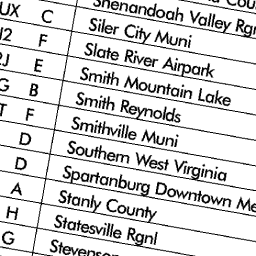 UX C Shenandoah Valley Rgnl
F Siler City Muni
E Slate River Airpark
G B Smith Mountain Lake
F Smith Reynolds
D Smithville Muni
D Southern West Virginia
A Spartanburg Downtown
H Stanly County
G Statesville Rgnl